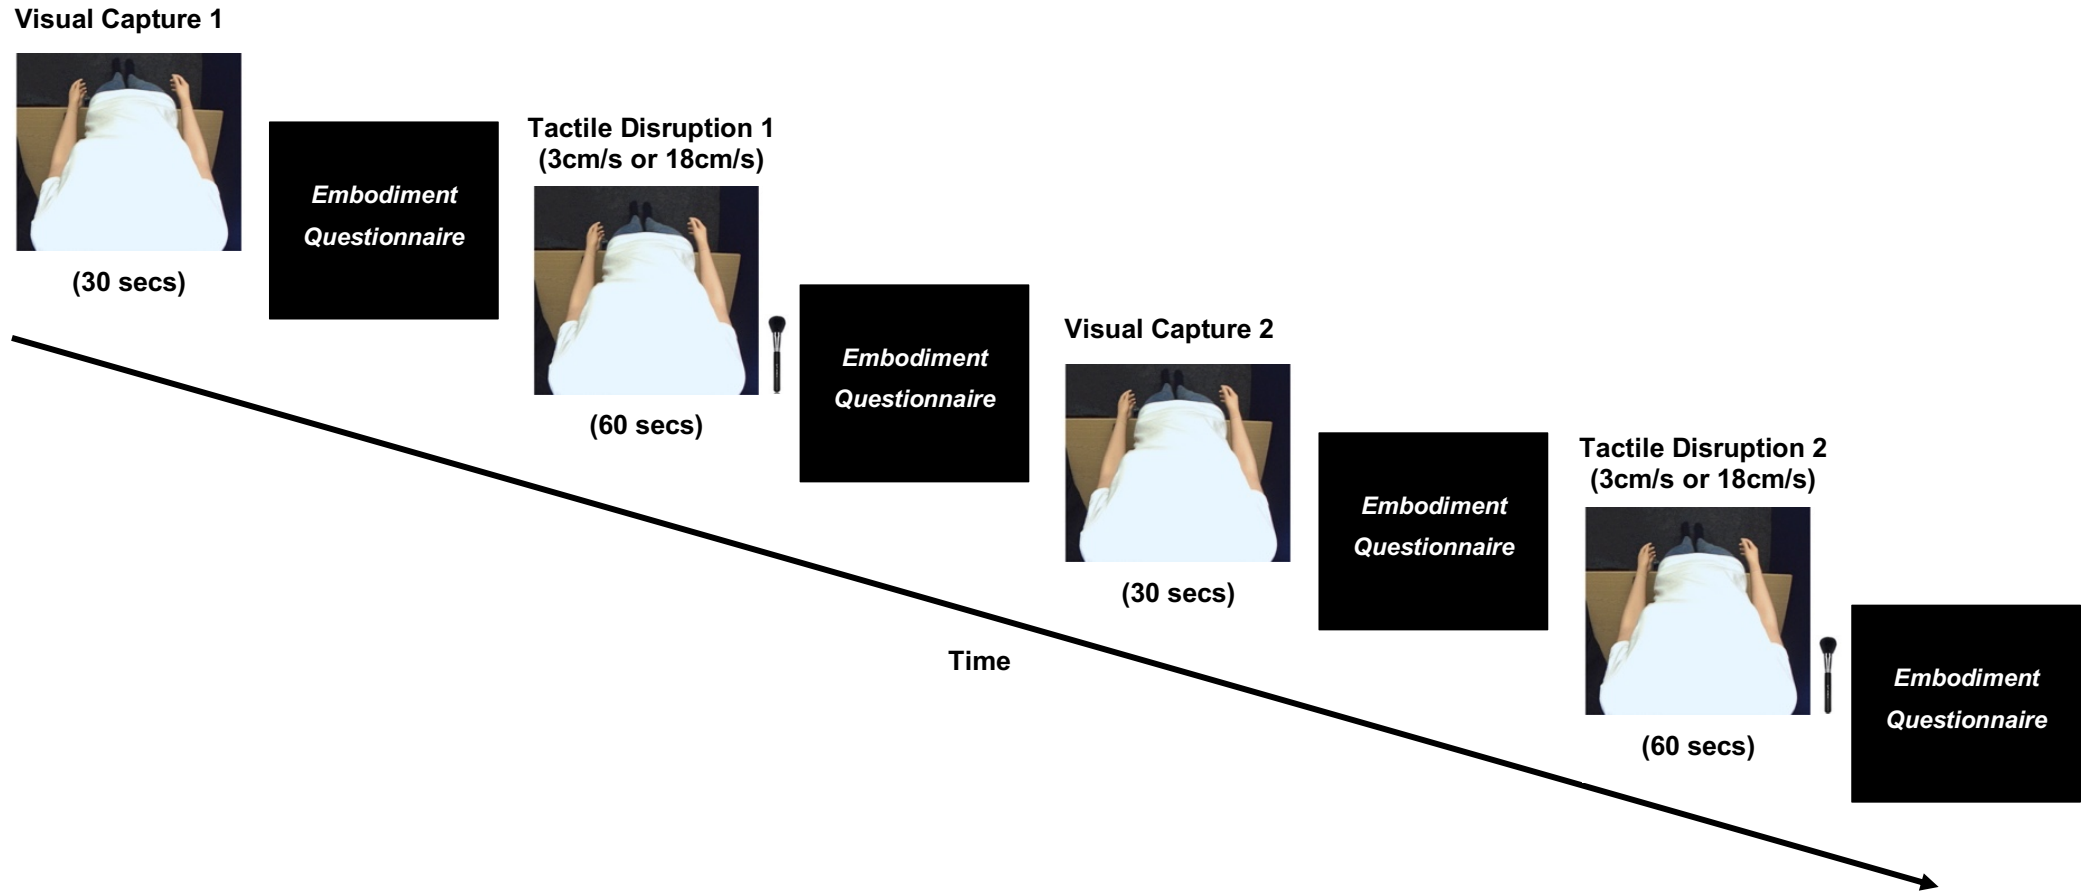 Visual Capture 1
(30 secs)
Embodiment
Questionnaire
Tactile Disruption 1
(3cm/s or 18cm/s)
(60 secs)
Embodiment
Questionnaire
Visual Capture 2
(30 secs)
Embodiment
Questionnaire
Tactile Disruption 2
(3cm/s or 18cm/s)
(60 secs)
Embodiment
Questionnaire
Time